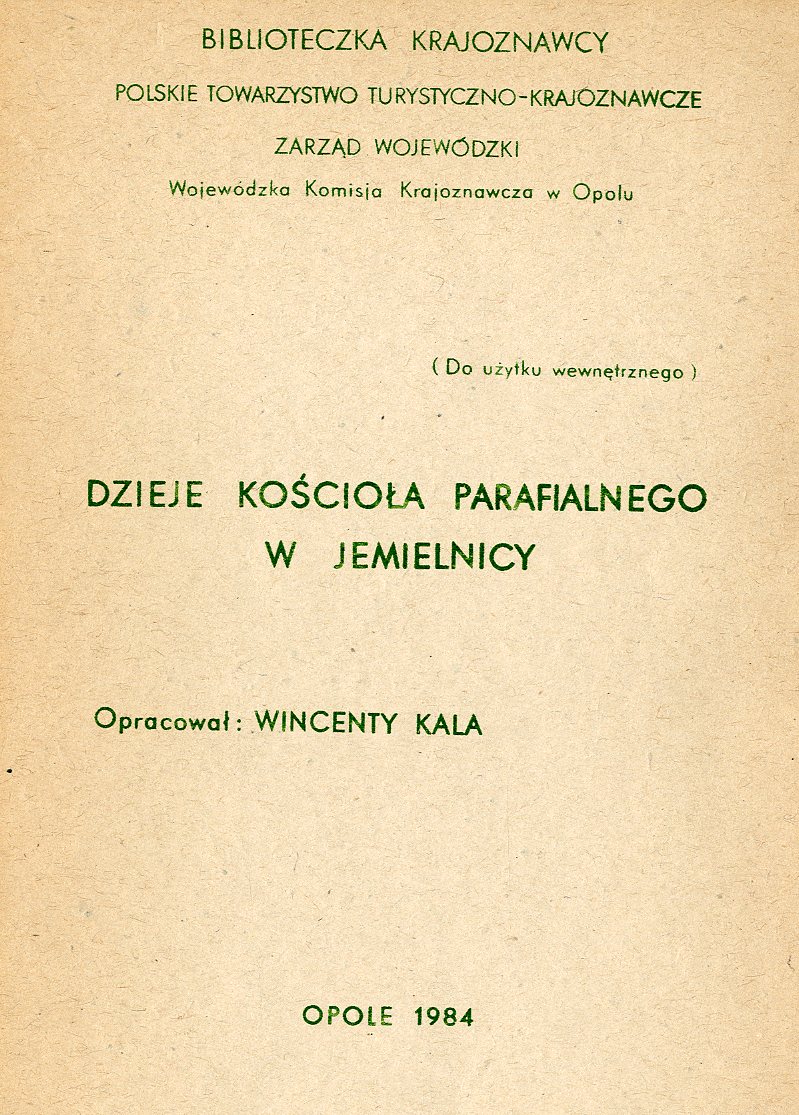 BIBLIOTECZKA KRAJOZNAWCY
POLSKIE TOWARZYSTWO TURYSTYCZNO-KRAJOZNAWCZE
ZARZĄD WOJEWÓDZKI
Wojewódzka Komisja Krajoznawcza w Opolu
(Do użytku wewnętrznego)
DZIEJE KOŚCIOŁA PARAFIALNEGO
W JEMIELNICY
Opracował: WINCENTY KALA
OPOLE 1984